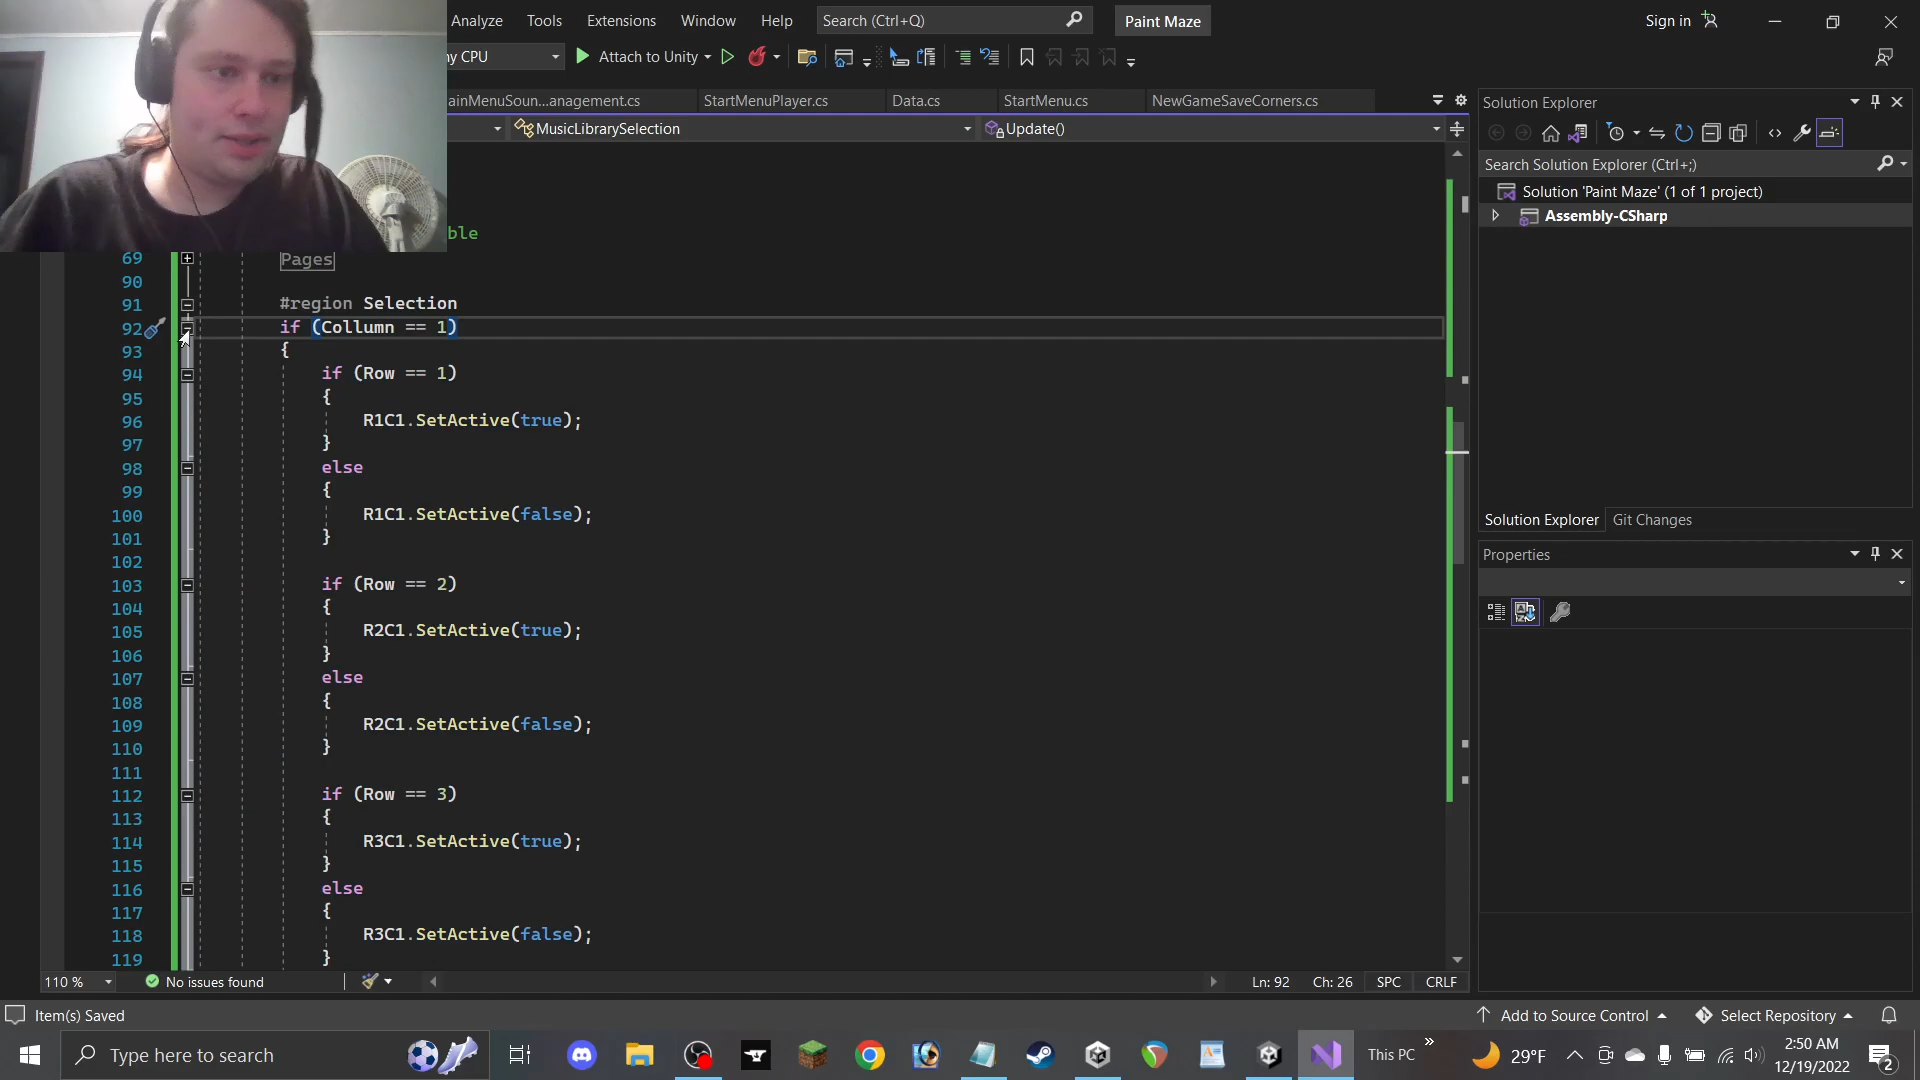 Analyze Tools Extensions Window Help Search (Ctrl+Q) Paint Maze Sign in
ny CPU Attach to Unity
ainMenuSoun...anagement.cs StartMenuPlayer.cs Data.cs StartMenu.cs NewGameSaveCorners.cs
MusicLibrarySelection Update()
ble
69 Pages
90
91 #region Selection
92 if (Collumn == 1)
93 {
94 if (Row == 1)
95 {
96 R1C1.SetActive(true);
97 }
98 else
99 {
100 R1C1.SetActive(false);
101 }
102
103 if (Row == 2)
104 {
105 R2C1.SetActive(true);
106 }
107 else
108 {
109 R2C1.SetActive(false);
110 }
111
112 if (Row == 3)
113 {
114 R3C1.SetActive(true);
115 }
116 else
117 {
118 R3C1.SetActive(false);
119 }
110 % No issues found Ln: 92 Ch: 26 SPC CRLF
Solution Explorer
Search Solution Explorer (Ctrl+;)
Solution 'Paint Maze' (1 of 1 project)
Assembly-CSharp
Solution Explorer Git Changes
Properties
Item(s) Saved Add to Source Control Select Repository
Type here to search This PC 29°F 2:50 AM
12/19/2022 2